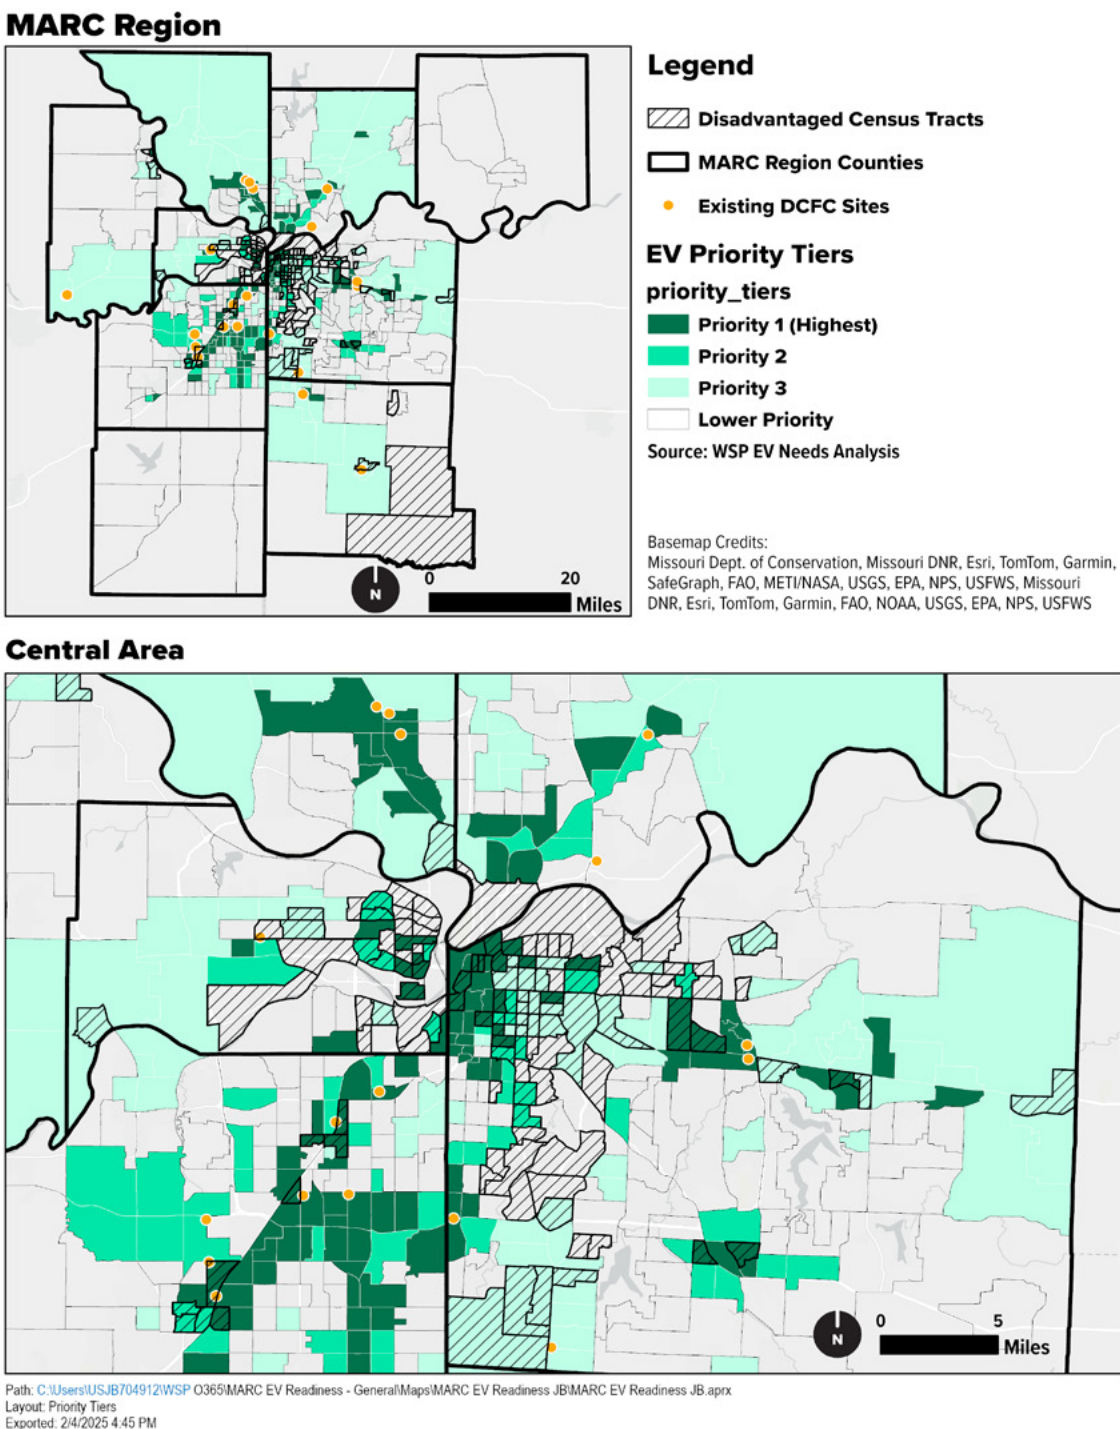 MARC Region
Legend
Disadvantaged Census Tracts
MARC Region Counties
Existing DCFC Sites
EV Priority Tiers
priority_tiers
Priority 1 (Highest)
Priority 2
Priority 3
Lower Priority
Source: WSP EV Needs Analysis
Basemap Credits:
Missouri Dept. of Conservation, Missouri DNR, Esri, TomTom, Garmin,
SafeGraph, FAO, METI/NASA, USGS, EPA, NPS, USFWS, Missouri
DNR, Esri, TomTom, Garmin, FAO, NOAA, USGS, EPA, NPS, USFWS
N
0 20
Miles
Central Area
N
0 5
Miles
Path: C:\Users\USJB704912\WSP O365\MARC EV Readiness - General\Maps\MARC EV Readiness JB\MARC EV Readiness JB.aprx
Layout: Priority Tiers
Exported: 2/4/2025 4:45 PM